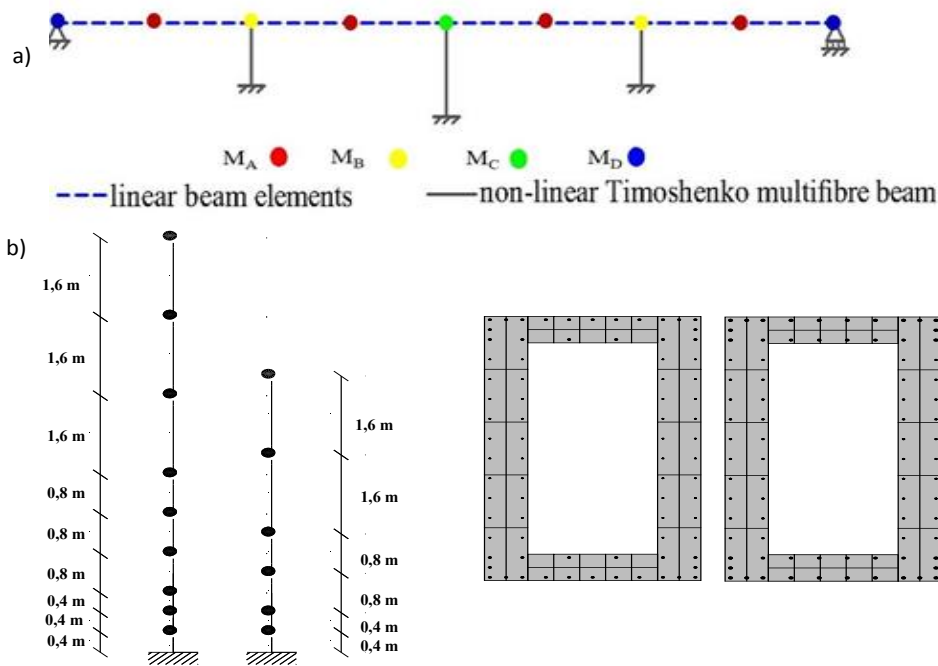 a)
M_A M_B M_C M_D
linear beam elements non-linear Timoshenko multifibre beam
b)
1,6 m
1,6 m
1,6 m
0,8 m
0,8 m
0,8 m
0,4 m
0,4 m
0,4 m
1,6 m
1,6 m
0,8 m
0,8 m
0,4 m
0,4 m